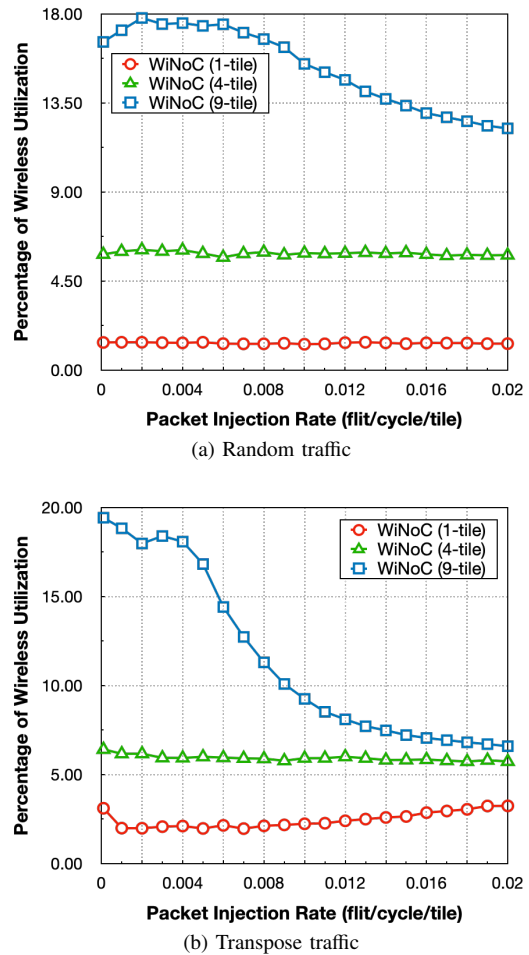 18.00
13.50
9.00
4.50
0.00
Percentage of Wireless Utilization
WiNoC (1-tile)
WiNoC (4-tile)
WiNoC (9-tile)
0 0.004 0.008 0.012 0.016 0.02
Packet Injection Rate (flit/cycle/tile)
(a) Random traffic
20.00
15.00
10.00
5.00
0.00
Percentage of Wireless Utilization
WiNoC (1-tile)
WiNoC (4-tile)
WiNoC (9-tile)
0 0.004 0.008 0.012 0.016 0.02
Packet Injection Rate (flit/cycle/tile)
(b) Transpose traffic